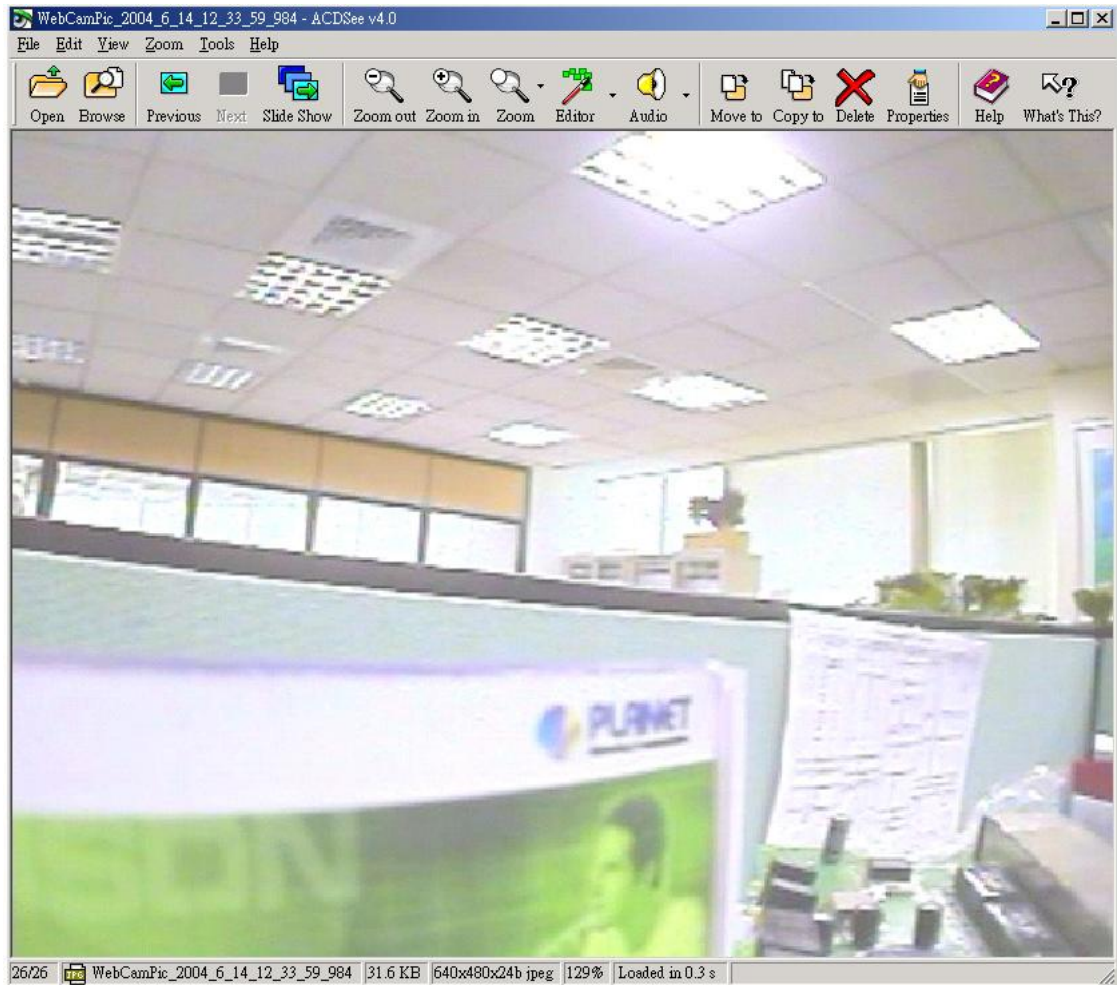 WebCamPic_2004_6_14_12_33_59_984 - ACDSee v4.0
File Edit View Zoom Tools Help
Open Browse Previous Next Slide Show Zoom out Zoom in Zoom Editor Audio Move to Copy to Delete Properties Help What's This?
PLANET
SDN
26/26 WebCamPic_2004_6_14_12_33_59_984 31.6 KB 640x480x24b jpeg 129% Loaded in 0.3 s